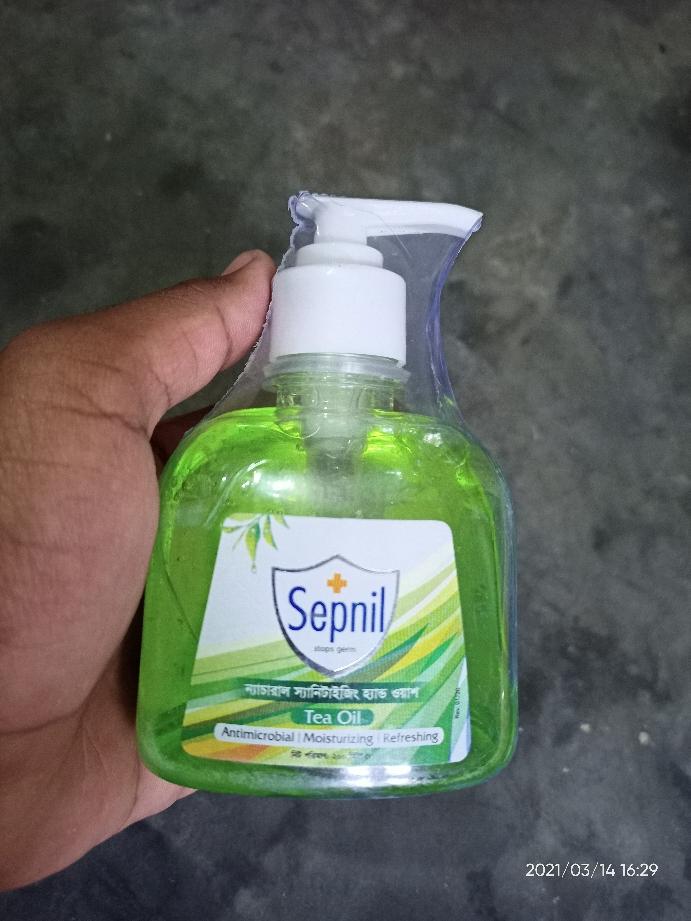 Sepnil
stops germ
ন্যাচারাল স্যানিটাইজিং হ্যান্ড ওয়াশ
Tea Oil
Antimicrobial | Moisturizing | Refreshing
2021/03/14 16:29